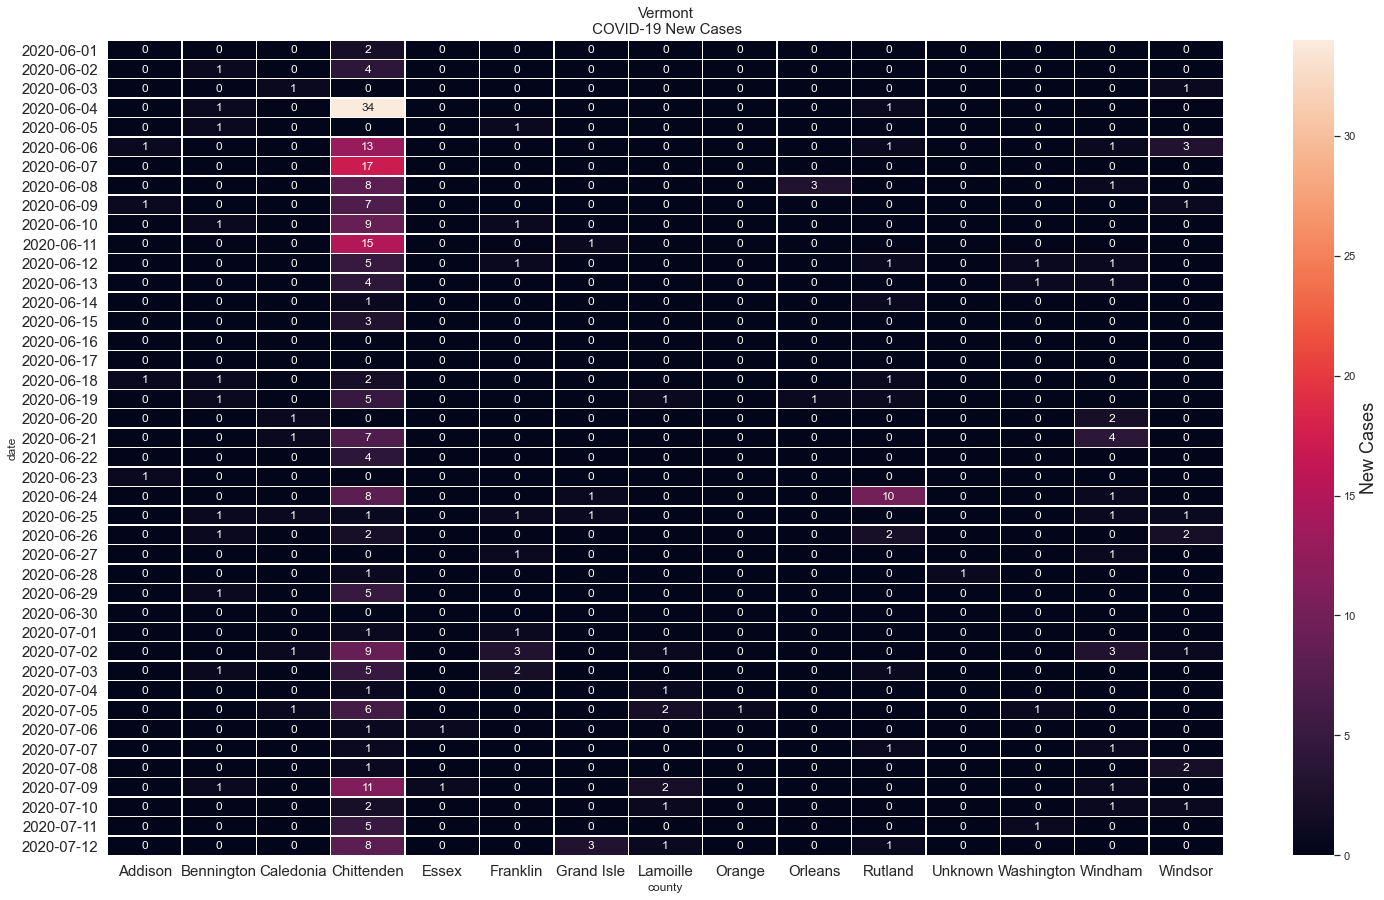 Vermont
COVID-19 New Cases
2020-06-01 0 0 0 2 0 0 0 0 0 0 0 0 0 0 0
2020-06-02 0 1 0 4 0 0 0 0 0 0 0 0 0 0 0
2020-06-03 0 0 1 0 0 0 0 0 0 0 0 0 0 0 1
2020-06-04 0 1 0 34 0 0 0 0 0 0 1 0 0 0 0
2020-06-05 0 1 0 0 0 1 0 0 0 0 0 0 0 0 0
2020-06-06 1 0 0 13 0 0 0 0 0 0 1 0 0 1 3
2020-06-07 0 0 0 17 0 0 0 0 0 0 0 0 0 0 0
2020-06-08 0 0 0 8 0 0 0 0 0 3 0 0 0 1 0
2020-06-09 1 0 0 7 0 0 0 0 0 0 0 0 0 0 1
2020-06-10 0 1 0 9 0 1 0 0 0 0 0 0 0 0 0
2020-06-11 0 0 0 15 0 0 1 0 0 0 0 0 0 0 0
2020-06-12 0 0 0 5 0 1 0 0 0 0 1 0 1 1 0
2020-06-13 0 0 0 4 0 0 0 0 0 0 0 0 1 1 0
2020-06-14 0 0 0 1 0 0 0 0 0 0 1 0 0 0 0
2020-06-15 0 0 0 3 0 0 0 0 0 0 0 0 0 0 0
2020-06-16 0 0 0 0 0 0 0 0 0 0 0 0 0 0 0
2020-06-17 0 0 0 0 0 0 0 0 0 0 0 0 0 0 0
2020-06-18 1 1 0 2 0 0 0 0 0 0 1 0 0 0 0
2020-06-19 0 1 0 5 0 0 0 1 0 1 1 0 0 0 0
2020-06-20 0 0 1 0 0 0 0 0 0 0 0 0 0 2 0
2020-06-21 0 0 1 7 0 0 0 0 0 0 0 0 0 4 0
2020-06-22 0 0 0 4 0 0 0 0 0 0 0 0 0 0 0
2020-06-23 1 0 0 0 0 0 0 0 0 0 0 0 0 0 0
2020-06-24 0 0 0 8 0 0 1 0 0 0 10 0 0 1 0
2020-06-25 0 1 1 1 0 1 1 0 0 0 0 0 0 1 1
2020-06-26 0 1 0 2 0 0 0 0 0 0 2 0 0 0 2
2020-06-27 0 0 0 0 0 1 0 0 0 0 0 0 0 1 0
2020-06-28 0 0 0 1 0 0 0 0 0 0 0 1 0 0 0
2020-06-29 0 1 0 5 0 0 0 0 0 0 0 0 0 0 0
2020-06-30 0 0 0 0 0 0 0 0 0 0 0 0 0 0 0
2020-07-01 0 0 0 1 0 1 0 0 0 0 0 0 0 0 0
2020-07-02 0 0 1 9 0 3 0 1 0 0 0 0 0 3 1
2020-07-03 0 1 0 5 0 2 0 0 0 0 1 0 0 0 0
2020-07-04 0 0 0 1 0 0 0 1 0 0 0 0 0 0 0
2020-07-05 0 0 1 6 0 0 0 2 1 0 0 0 1 0 0
2020-07-06 0 0 0 1 1 0 0 0 0 0 0 0 0 0 0
2020-07-07 0 0 0 1 0 0 0 0 0 0 1 0 0 1 0
2020-07-08 0 0 0 1 0 0 0 0 0 0 0 0 0 0 2
2020-07-09 0 1 0 11 1 0 0 2 0 0 0 0 0 1 0
2020-07-10 0 0 0 2 0 0 0 1 0 0 0 0 0 1 1
2020-07-11 0 0 0 5 0 0 0 0 0 0 0 0 1 0 0
2020-07-12 0 0 0 8 0 0 3 1 0 0 1 0 0 0 0
date
Addison Bennington Caledonia Chittenden Essex Franklin Grand Isle Lamoille Orange Orleans Rutland Unknown Washington Windham Windsor
county
30
25
20
15
10
5
0
New Cases